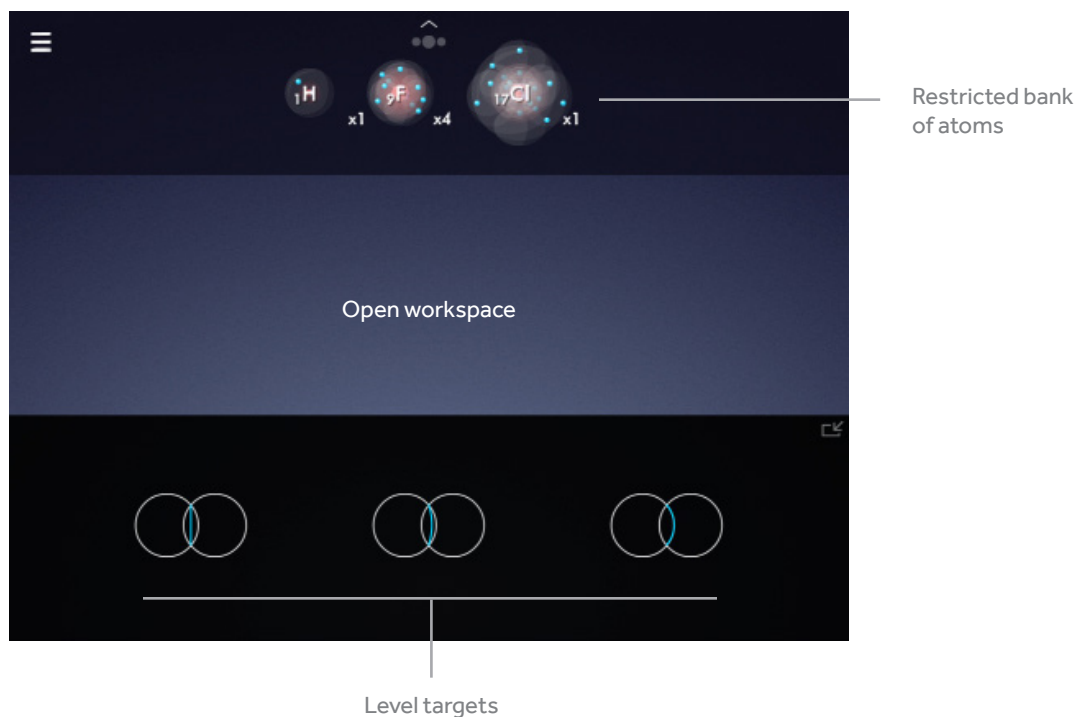 1H
x1
9F
x4
17Cl
x1
Restricted bank
of atoms
Open workspace
Level targets